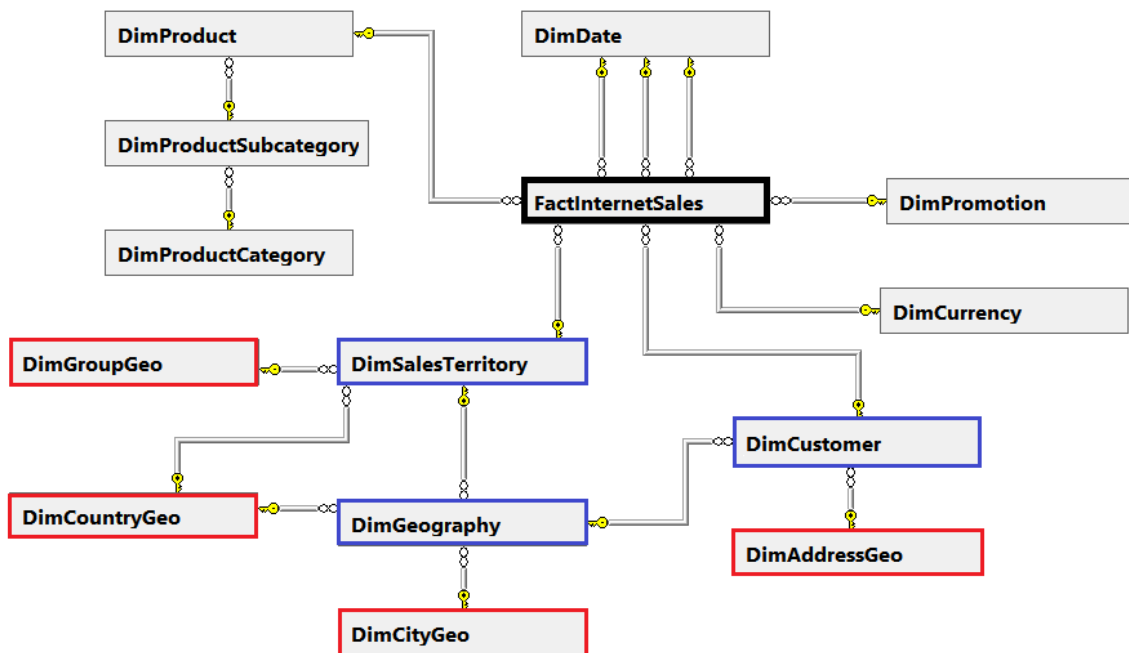 DimProduct
DimDate
DimProductSubcategory
FactInternetSales
DimPromotion
DimProductCategory
DimCurrency
DimGroupGeo
DimSalesTerritory
DimCustomer
DimCountryGeo
DimGeography
DimAddressGeo
DimCityGeo